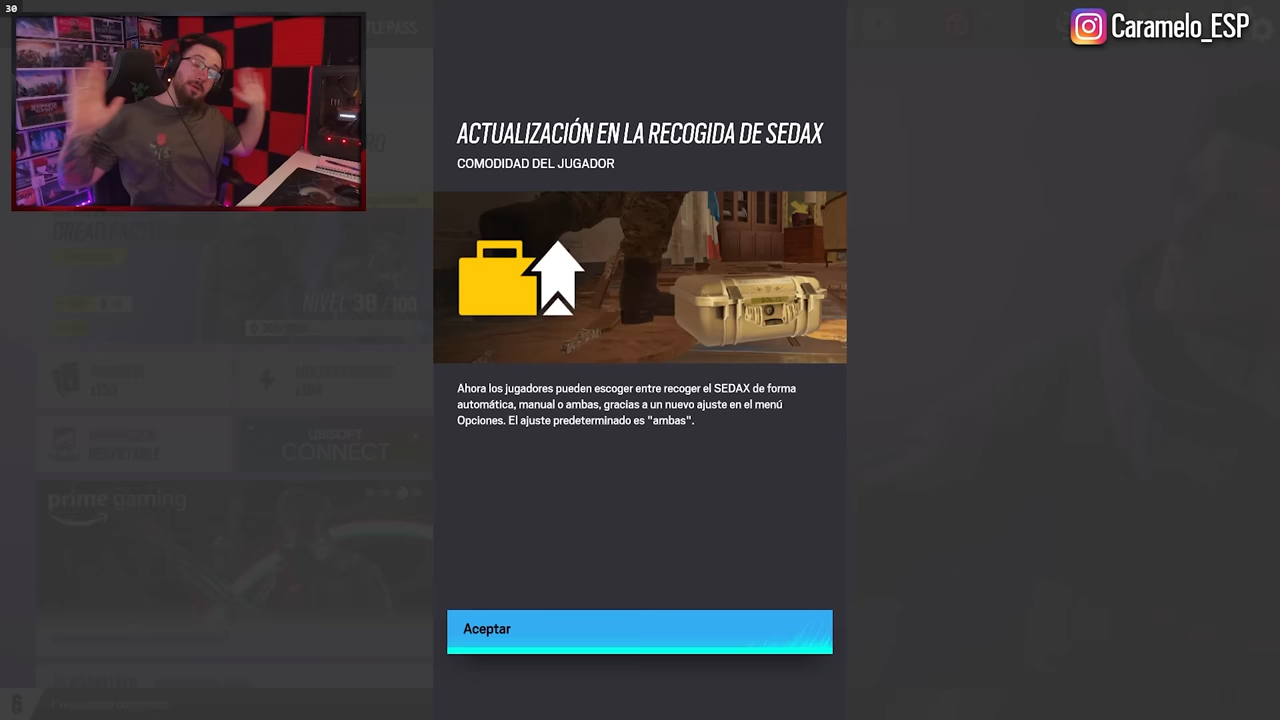 30
Caramelo_ESP
ACTUALIZACIÓN EN LA RECOGIDA DE SEDAX
COMODIDAD DEL JUGADOR
Ahora los jugadores pueden escoger entre recoger el SEDAX de forma
automática, manual o ambas, gracias a un nuevo ajuste en el menú
Opciones. El ajuste predeterminado es "ambas".
NIVEL 38 / 100
UBISOFT
CONNECT
prime gaming
Aceptar